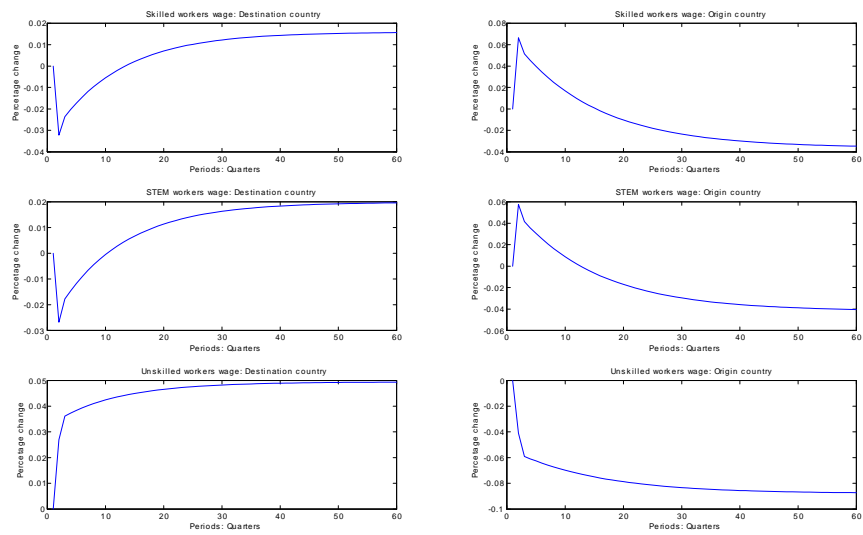 Skilled workers wage: Destination country
0.02
0.01
0
-0.01
-0.02
-0.03
-0.04
Percetage change
0 10 20 30 40 50 60
Periods: Quarters
Skilled workers wage: Origin country
0.08
0.06
0.04
0.02
0
-0.02
-0.04
Percetage change
0 10 20 30 40 50 60
Periods: Quarters
STEM workers wage: Destination country
0.02
0.01
0
-0.01
-0.02
-0.03
Percetage change
0 10 20 30 40 50 60
Periods: Quarters
STEM workers wage: Origin country
0.06
0.04
0.02
0
-0.02
-0.04
-0.06
Percetage change
0 10 20 30 40 50 60
Periods: Quarters
Unskilled workers wage: Destination country
0.05
0.04
0.03
0.02
0.01
0
Percetage change
0 10 20 30 40 50 60
Periods: Quarters
Unskilled workers wage: Origin country
0
-0.02
-0.04
-0.06
-0.08
-0.1
Percetage change
0 10 20 30 40 50 60
Periods: Quarters